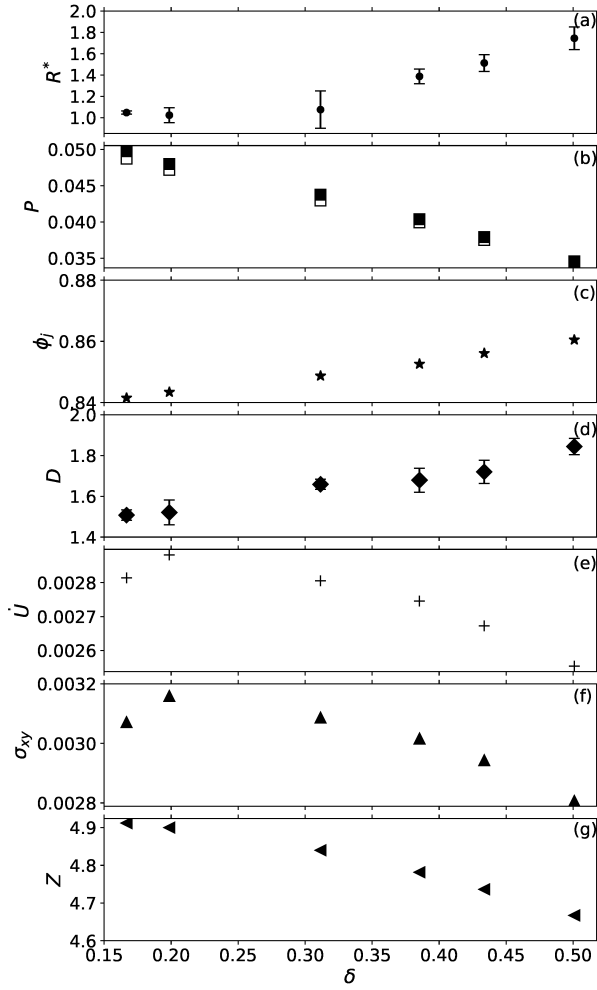 (a)
2.0
1.8
1.6
1.4
1.2
1.0
R*
(b)
0.050
0.045
0.040
0.035
P
(c)
0.88
0.86
0.84
ϕj
(d)
2.0
1.8
1.6
1.4
D
(e)
0.0028
0.0027
0.0026
U̇
(f)
0.0032
0.0030
0.0028
σxy
(g)
4.9
4.8
4.7
4.6
Z
0.15 0.20 0.25 0.30 0.35 0.40 0.45 0.50
δ